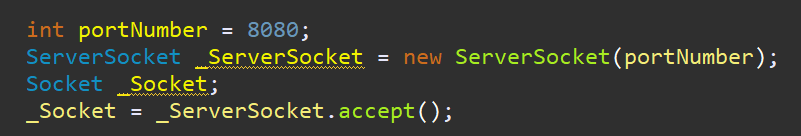 int portNumber = 8080;
ServerSocket _ServerSocket = new ServerSocket(portNumber);
Socket _Socket;
_Socket = _ServerSocket.accept();